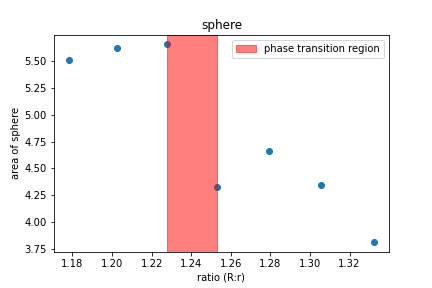 sphere
phase transition region
5.50
5.25
5.00
4.75
4.50
4.25
4.00
3.75
area of sphere
1.18 1.20 1.22 1.24 1.26 1.28 1.30 1.32
ratio (R:r)